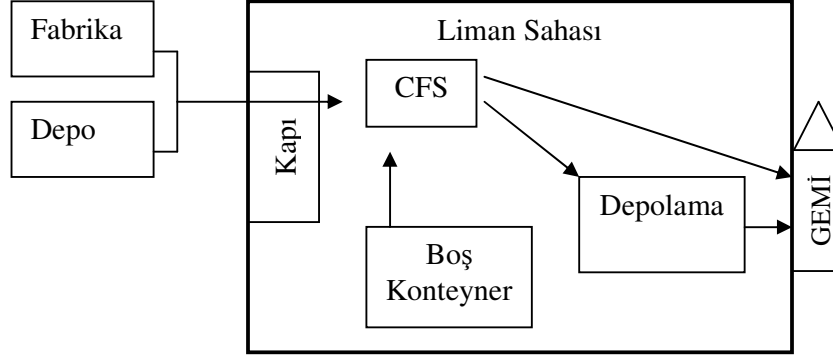 Fabrika
Depo
Kapı
Liman Sahası
CFS
Boş
Konteyner
Depolama
GEMİ